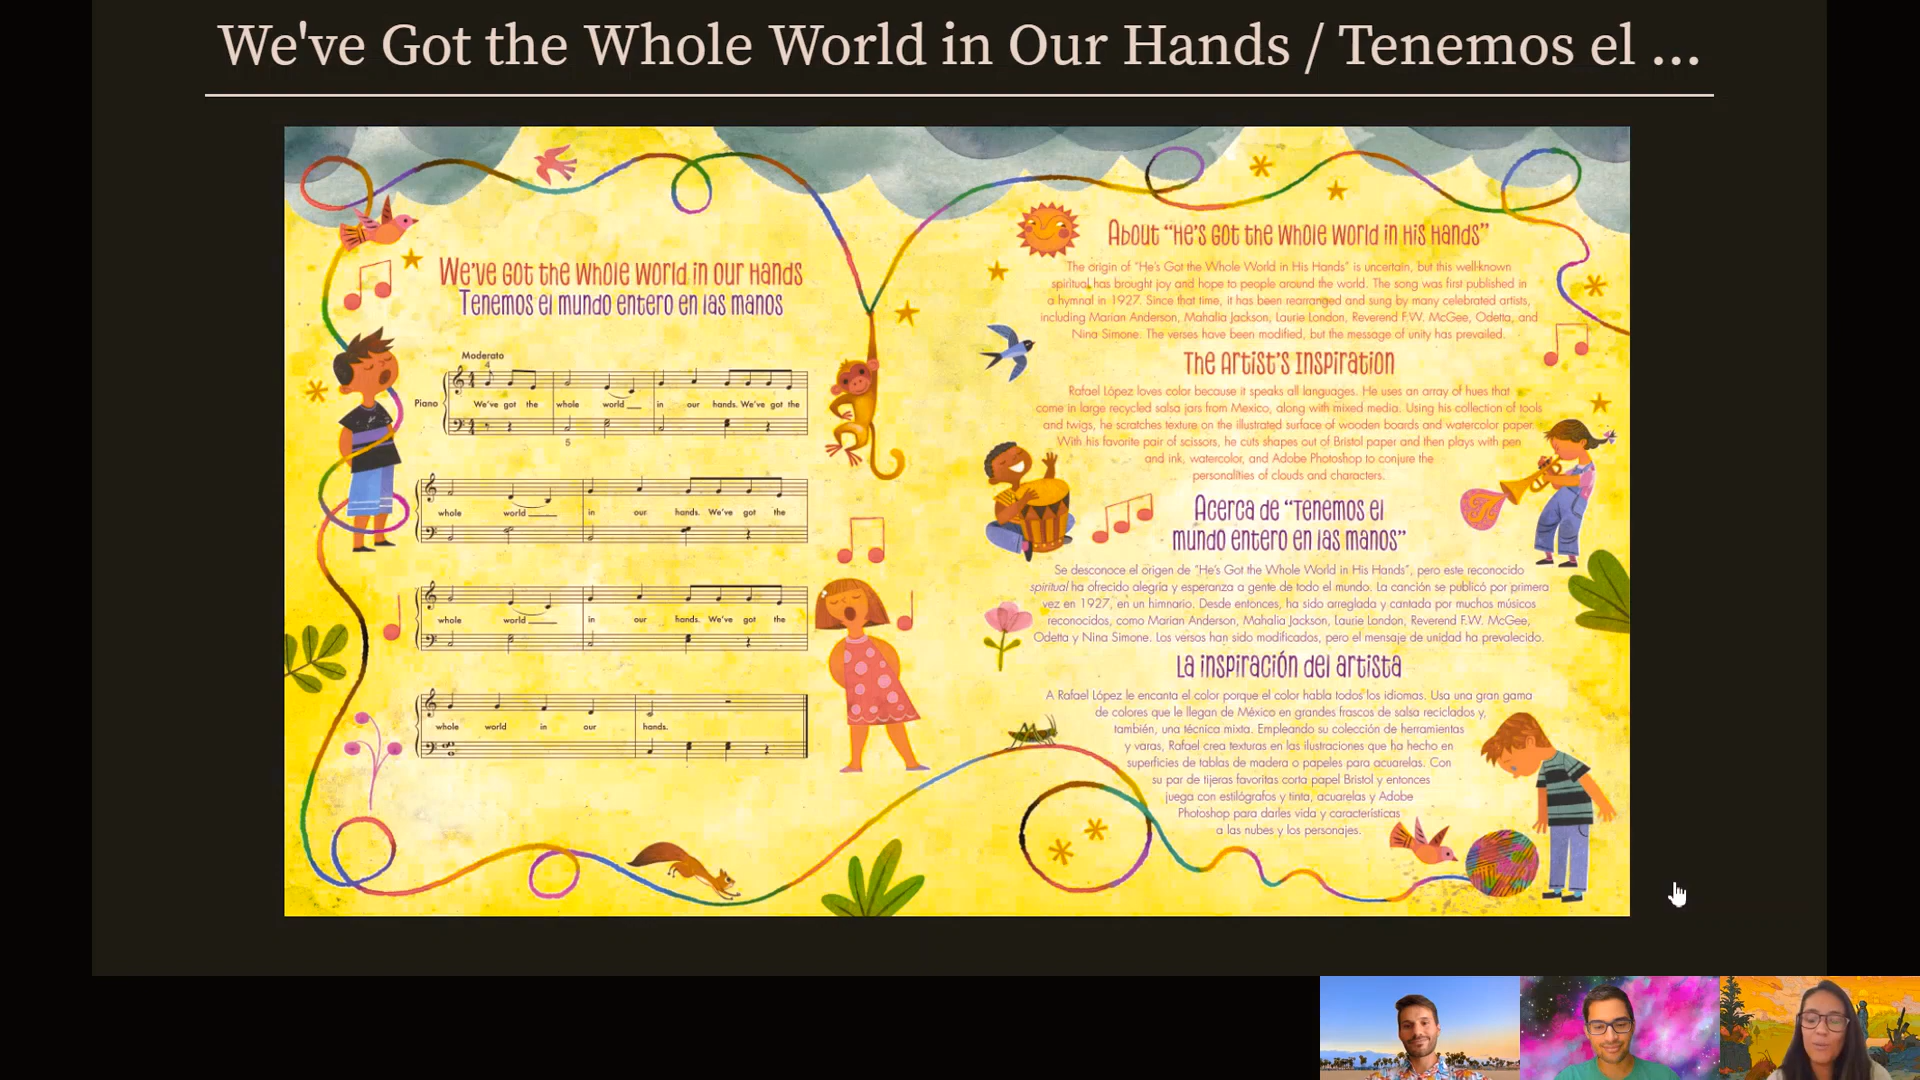 We've Got the Whole World in Our Hands / Tenemos el ...
We've Got the Whole World in Our Hands
Tenemos el mundo entero en las manos
Moderato
4
Piano
We've got the whole world in our hands. We've got the
5
whole world in our hands. We've got the
whole world in our hands. We've got the
whole world in our hands.
About “He's Got the Whole World in His Hands”
The origin of “He's Got the Whole World in His Hands” is uncertain, but this well-known
spiritual has brought joy and hope to people around the world. The song was first published in
a hymnal in 1927. Since that time, it has been rearranged and sung by many celebrated artists,
including Marian Anderson, Mahalia Jackson, Laurie London, Reverend F.W. McGee, Odetta, and
Nina Simone. The verses have been modified, but the message of unity has prevailed.
The Artist's Inspiration
Rafael López loves color because it speaks all languages. He uses an array of hues that
come in large recycled salsa jars from Mexico, along with mixed media. Using his collection of tools
and twigs, he scratches texture on the illustrated surface of wooden boards and watercolor paper.
With his favorite pair of scissors, he cuts shapes out of Bristol paper and then plays with pen
and ink, watercolor, and Adobe Photoshop to conjure the
personalities of clouds and characters.
Acerca de “Tenemos el
mundo entero en las manos”
Se desconoce el origen de “He's Got the Whole World in His Hands”, pero este reconocido
spiritual ha ofrecido alegría y esperanza a gente de todo el mundo. La canción se publicó por primera
vez en 1927, en un himnario. Desde entonces, ha sido arreglada y cantada por muchos músicos
reconocidos, como Marian Anderson, Mahalia Jackson, Laurie London, Reverend F.W. McGee,
Odetta y Nina Simone. Los versos han sido modificados, pero el mensaje de unidad ha prevalecido.
La inspiración del artista
A Rafael López le encanta el color porque el color habla todos los idiomas. Usa una gran gama
de colores que le llegan de México en grandes frascos de salsa reciclados y,
también, una técnica mixta. Empleando su colección de herramientas
y varas, Rafael crea texturas en las ilustraciones que ha hecho en
superficies de tablas de madera o papeles para acuarelas. Con
su par de tijeras favoritas corta papel Bristol y entonces
juega con estilógrafos y tinta, acuarelas y Adobe
Photoshop para darles vida y características
a las nubes y los personajes.